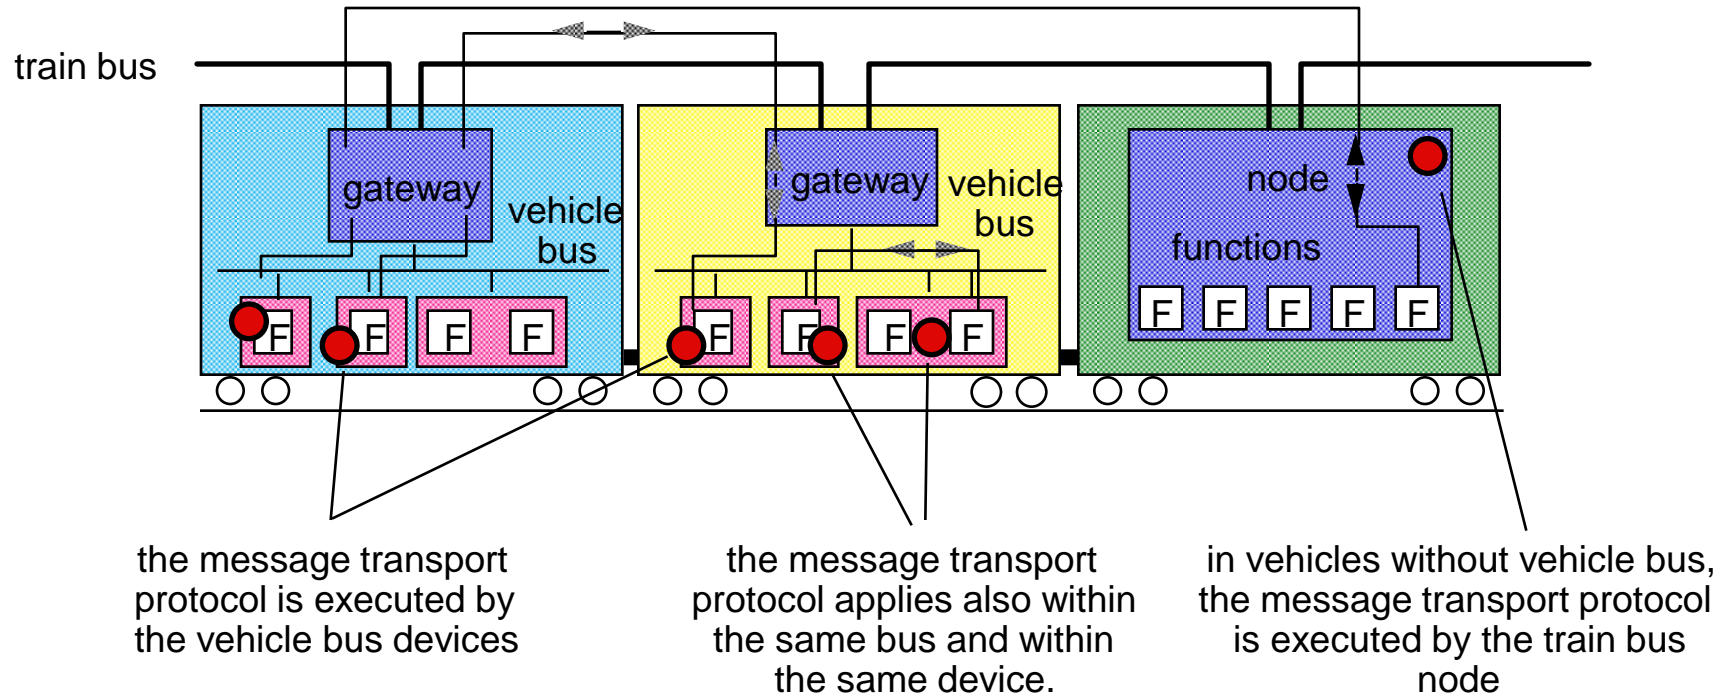 train bus
gateway
vehicle
bus
gateway
vehicle
bus
node
functions
F
F
F
F
F
F
F
F
F
F
F
F
F
the message transport
protocol is executed by
the vehicle bus devices
the message transport
protocol applies also within
the same bus and within
the same device.
in vehicles without vehicle bus,
the message transport protocol
is executed by the train bus
node